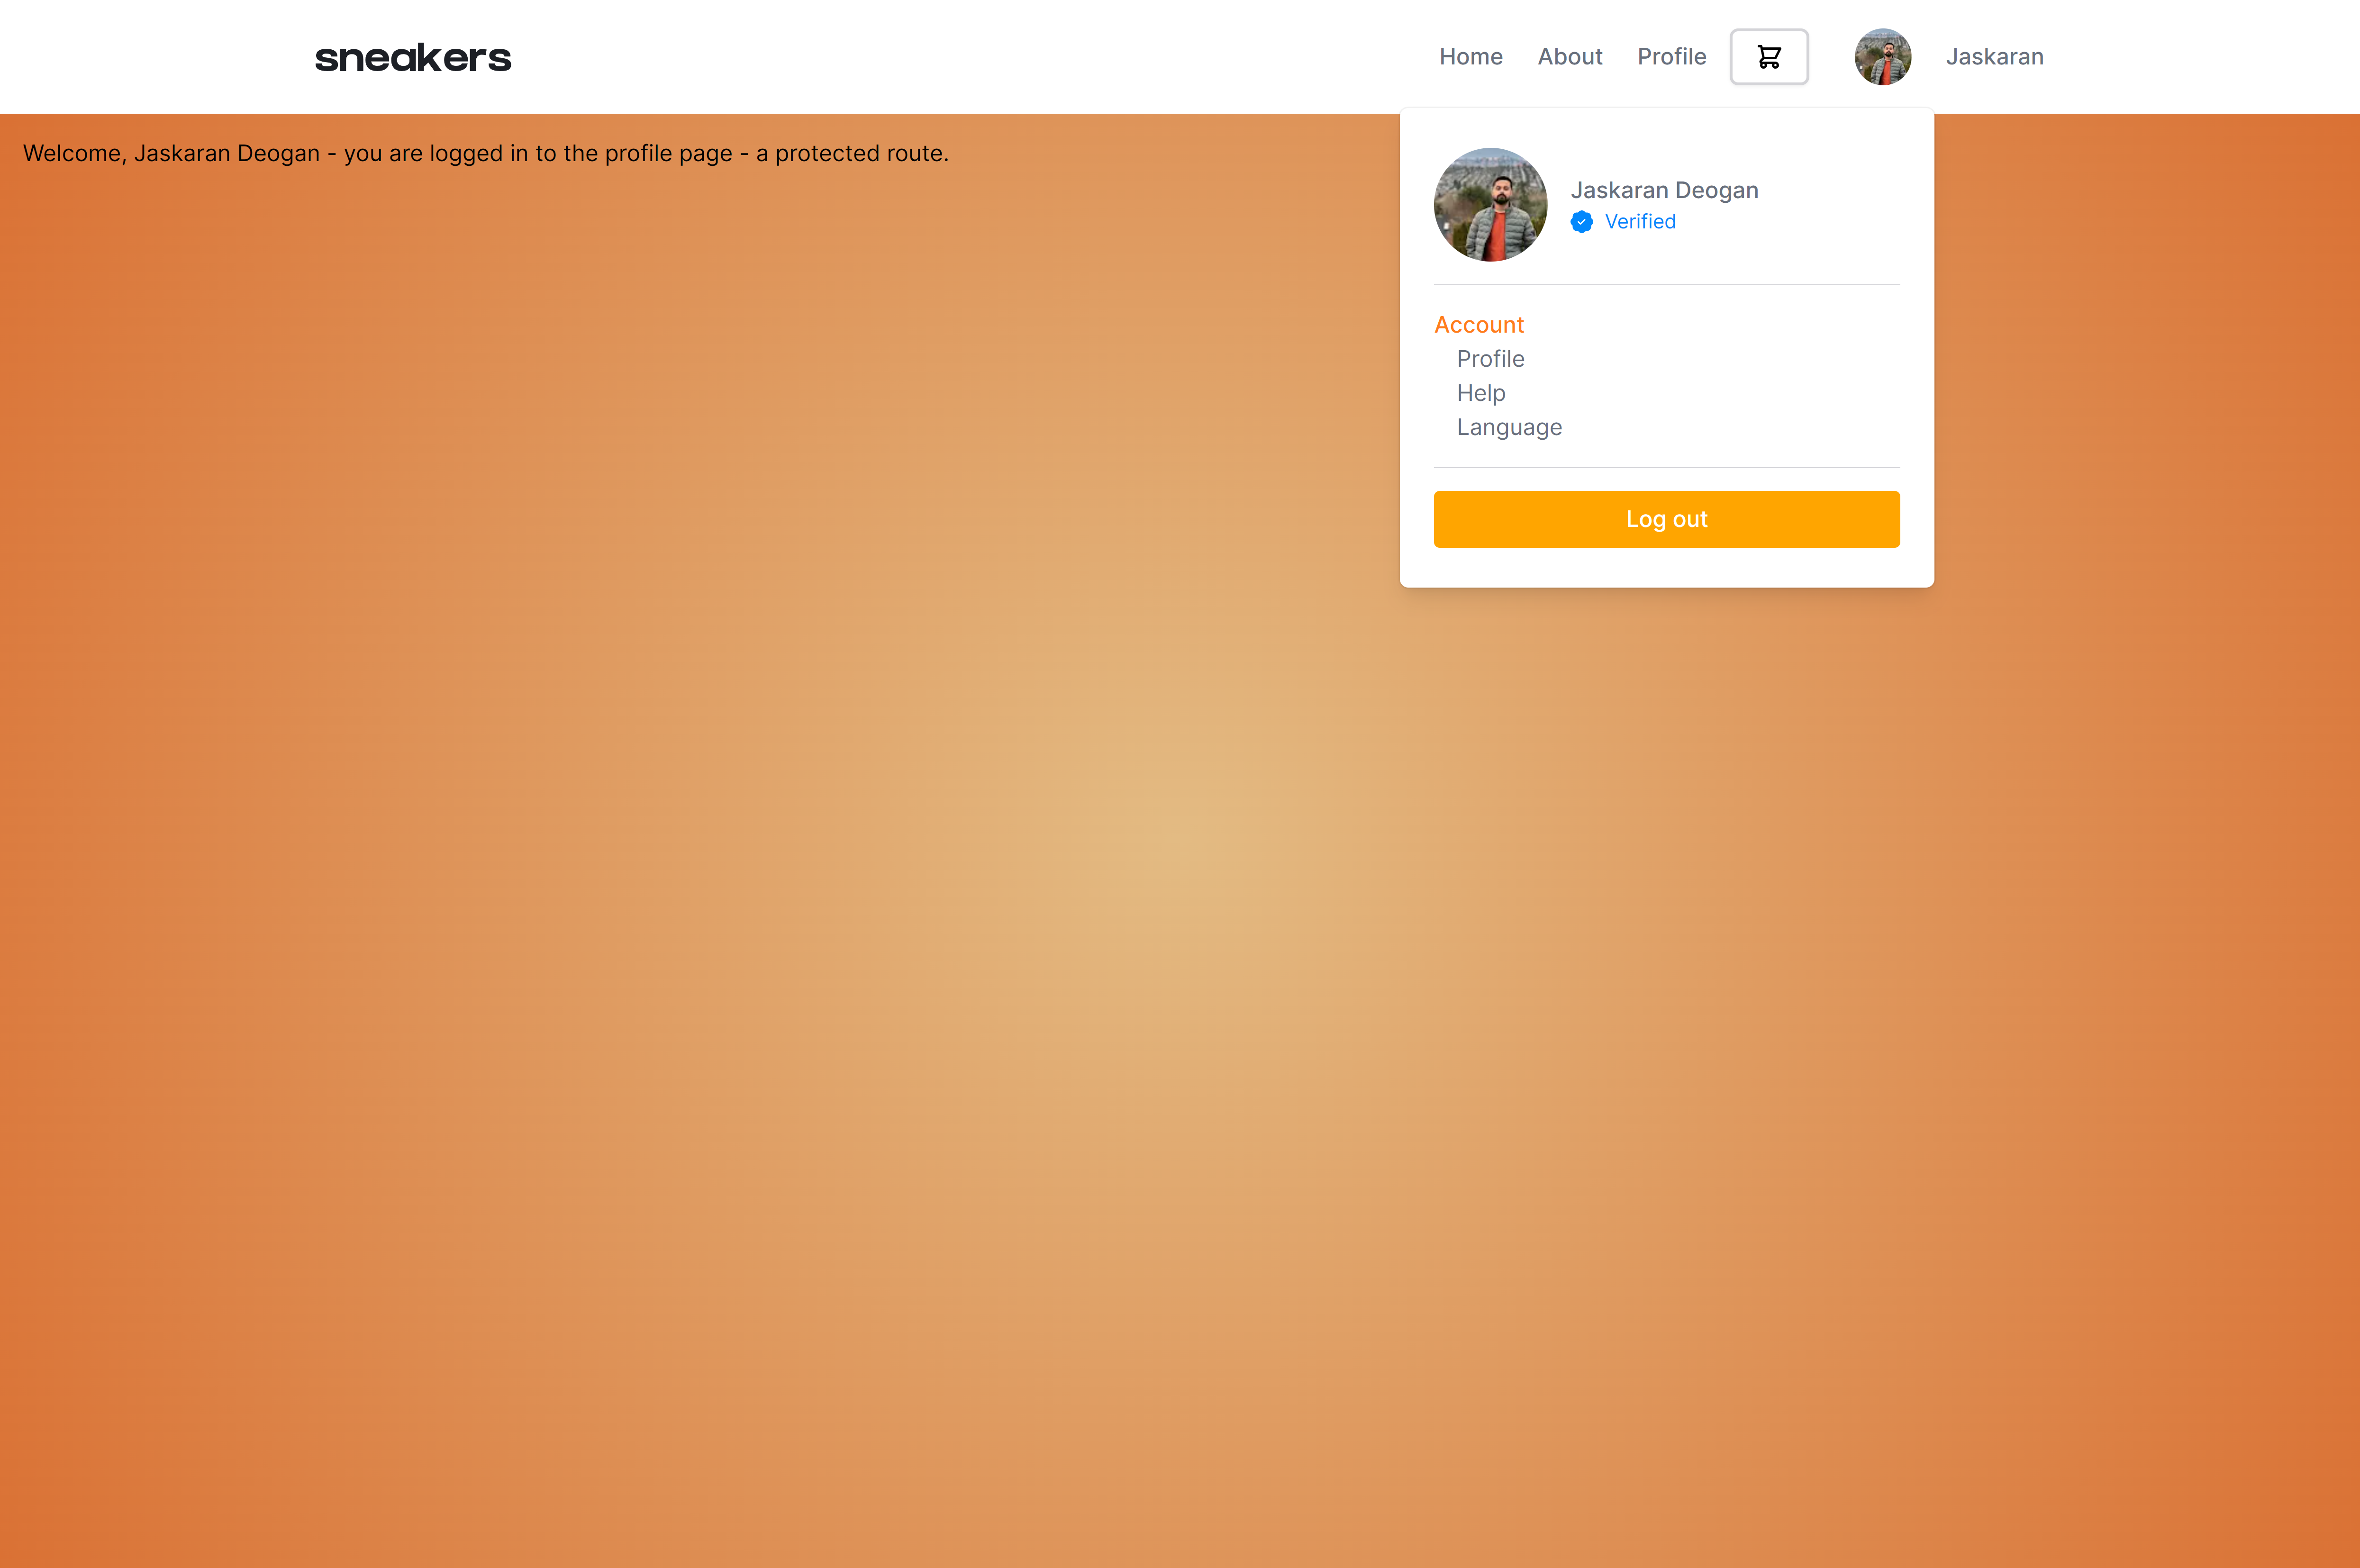 sneakers
Home About Profile Jaskaran
Welcome, Jaskaran Deogan - you are logged in to the profile page - a protected route.
Jaskaran Deogan
Verified
Account
Profile
Help
Language
Log out